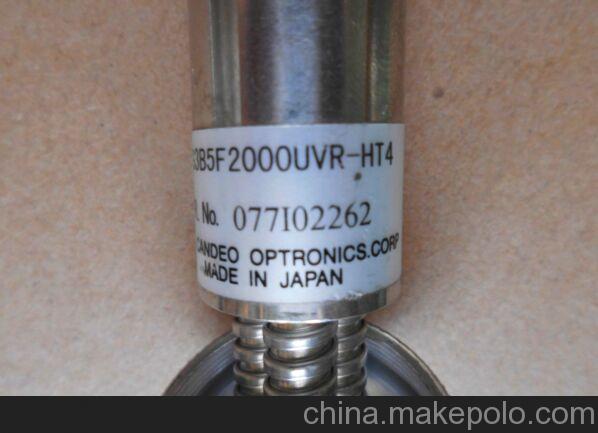 3B5F2000UVR-HT4
No. 077I02262
CANDEO OPTRONICS.CORP
MADE IN JAPAN
china.makepolo.com